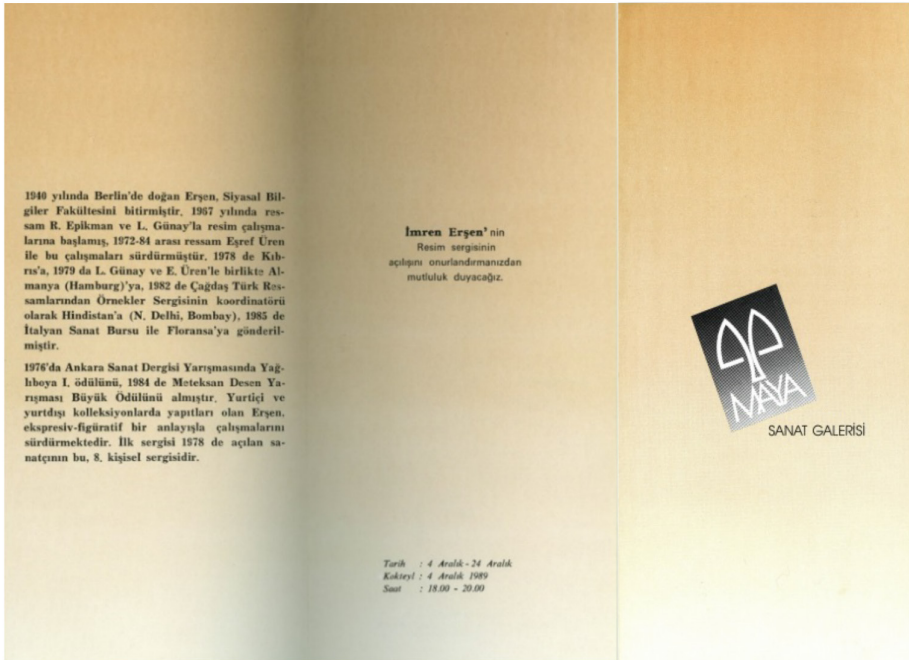 1940 yılında Berlin'de doğan Erşen, Siyasal Bil-
giler Fakültesini bitirmiştir. 1967 yılında res-
sam R. Epikman ve L. Günay'la resim çalışma-
larına başlamış, 1972-84 arası ressam Eşref Üren
ile bu çalışmaları sürdürmüştür. 1978 de Kıb-
rıs'a, 1979 da L. Günay ve E. Üren'le birlikte Al-
manya (Hamburg)'ya, 1982 de Çağdaş Türk Res-
samlarından Örnekler Sergisinin koordinatörü
olarak Hindistan'a (N. Delhi, Bombay), 1985 de
İtalyan Sanat Bursu ile Floransa'ya gönderil-
miştir.
1976'da Ankara Sanat Dergisi Yarışmasında Yağ-
lıboya I. ödülünü, 1984 de Meteksan Desen Ya-
rışması Büyük Ödülünü almıştır. Yurtiçi ve
yurtdışı kolleksiyonlarda yapıtları olan Erşen,
ekspresiv-figüratif bir anlayışla çalışmalarını
sürdürmektedir. İlk sergisi 1978 de açılan sa-
natçının bu, 8. kişisel sergisidir.
İmren Erşen'nin
Resim sergisinin
açılışını onurlandırmanızdan
mutluluk duyacağız.
Tarih : 4 Aralık - 24 Aralık
Kokteyl : 4 Aralık 1989
Saat : 18.00 - 20.00
MAYA
SANAT GALERİSİ